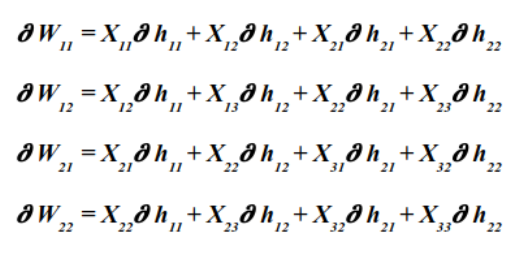 ∂W₁₁ = X₁₁∂h₁₁ + X₁₂∂h₁₂ + X₂₁∂h₂₁ + X₂₂∂h₂₂
∂W₁₂ = X₁₂∂h₁₁ + X₁₃∂h₁₂ + X₂₂∂h₂₁ + X₂₃∂h₂₂
∂W₂₁ = X₂₁∂h₁₁ + X₂₂∂h₁₂ + X₃₁∂h₂₁ + X₃₂∂h₂₂
∂W₂₂ = X₂₂∂h₁₁ + X₂₃∂h₁₂ + X₃₂∂h₂₁ + X₃₃∂h₂₂